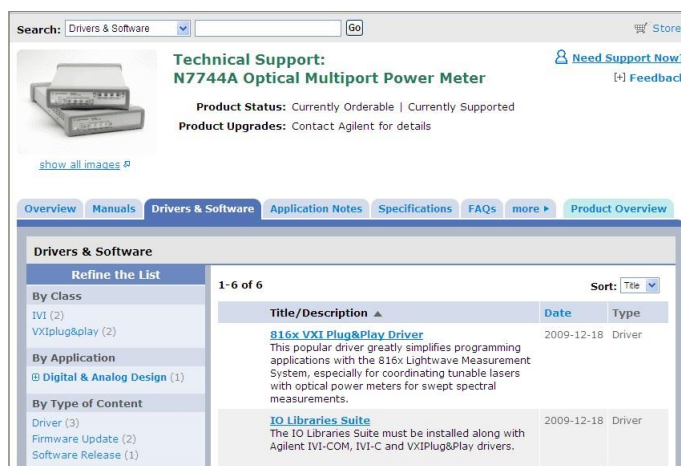 Search: Drivers & Software Go Store
Technical Support:
N7744A Optical Multiport Power Meter
Need Support Now?
[+] Feedback
Product Status: Currently Orderable | Currently Supported
Product Upgrades: Contact Agilent for details
show all images
Overview Manuals Drivers & Software Application Notes Specifications FAQs more Product Overview
Drivers & Software
Refine the List
By Class
IVI (2)
VXIplug&play (2)
By Application
Digital & Analog Design (1)
By Type of Content
Driver (3)
Firmware Update (2)
Software Release (1)
1-6 of 6 Sort: Title
Title/Description Date Type
816x VXI Plug&Play Driver 2009-12-18 Driver
This popular driver greatly simplifies programming
applications with the 816x Lightwave Measurement
System, especially for coordinating tunable lasers
with optical power meters for swept spectral
measurements.
IO Libraries Suite 2009-12-18 Driver
The IO Libraries Suite must be installed along with
Agilent IVI-COM, IVI-C and VXIPlug&Play drivers.